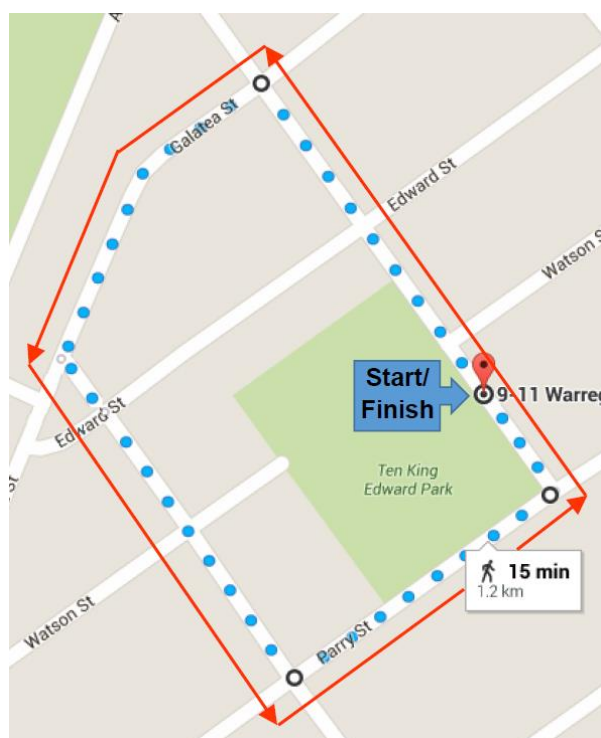 Galatea St
Edward St
Watson S
Start/
Finish
9-11 Warreg
Edward St
Ten King
Edward Park
15 min
1.2 km
Watson St
Parry St
St